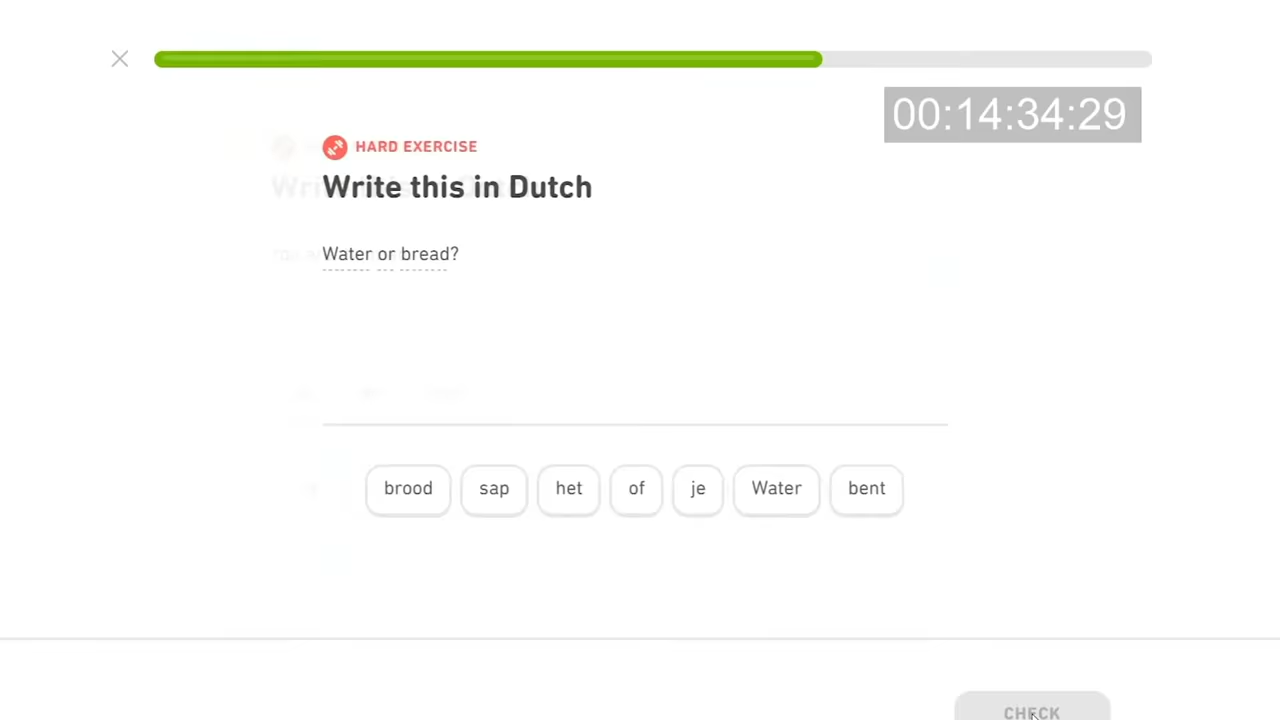 00:14:34:29
HARD EXERCISE
Write this in Dutch
Water or bread?
brood sap het of je Water bent
CHECK